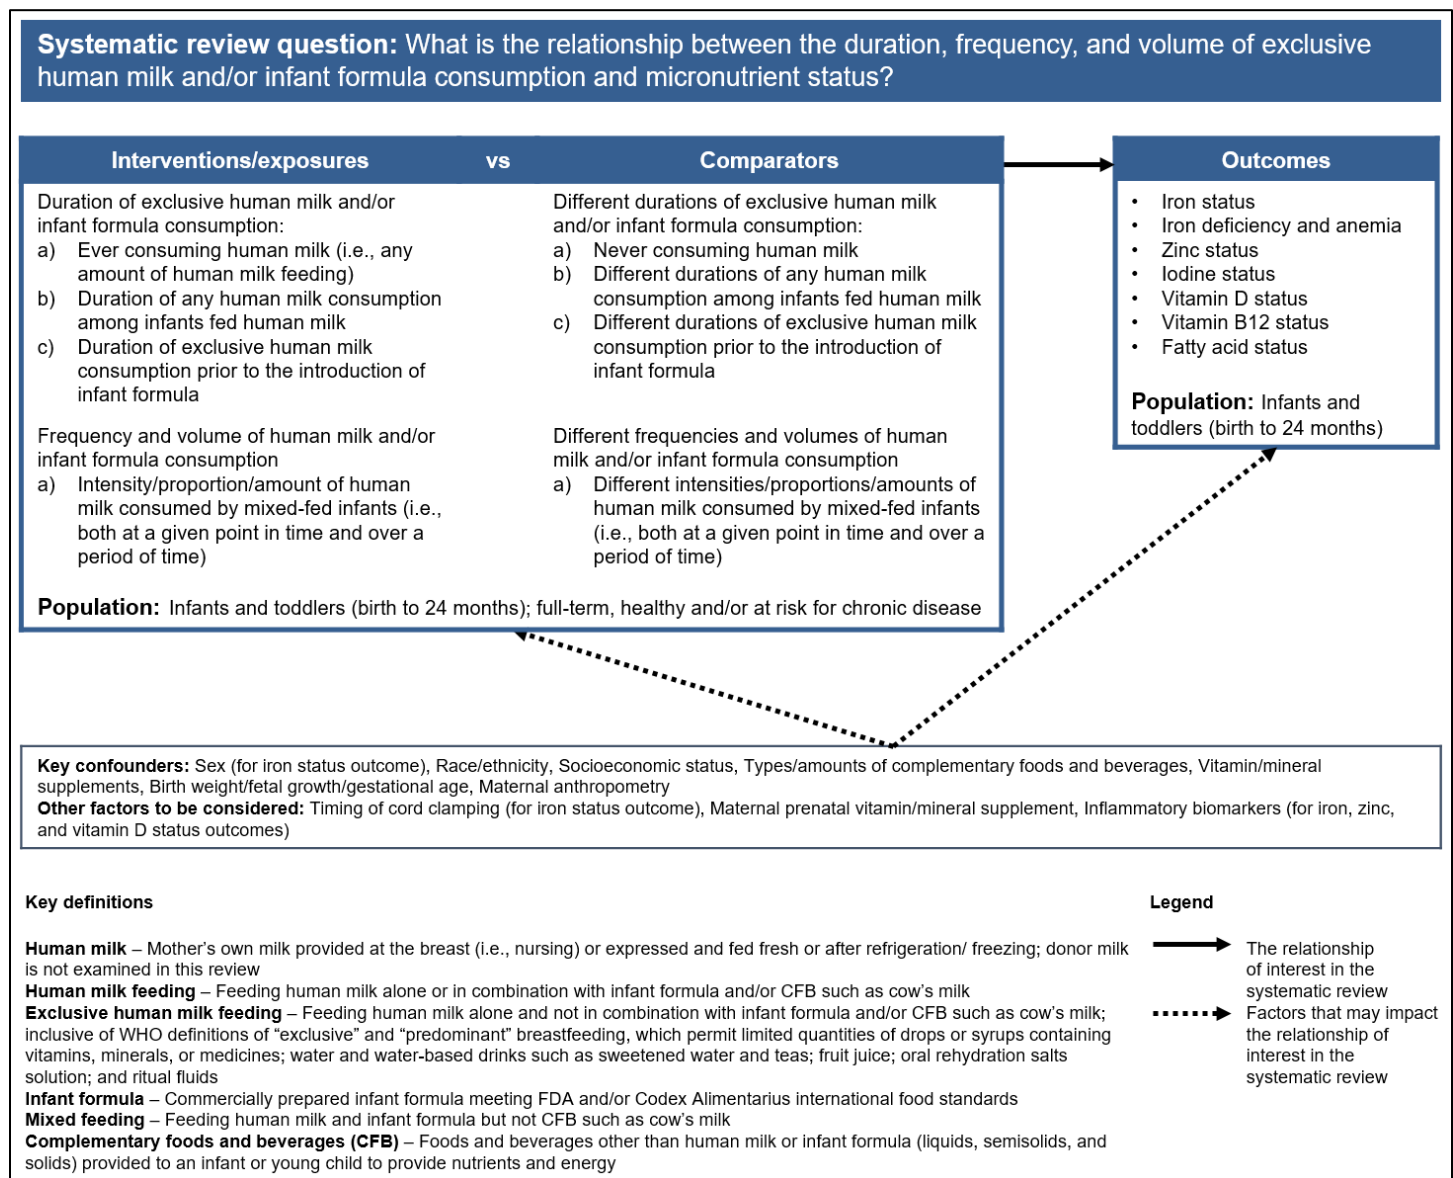 Systematic review question: What is the relationship between the duration, frequency, and volume of exclusive
human milk and/or infant formula consumption and micronutrient status?
Interventions/exposures vs Comparators
Duration of exclusive human milk and/or
infant formula consumption:
a) Ever consuming human milk (i.e., any
amount of human milk feeding)
b) Duration of any human milk consumption
among infants fed human milk
c) Duration of exclusive human milk
consumption prior to the introduction of
infant formula
Frequency and volume of human milk and/or
infant formula consumption
a) Intensity/proportion/amount of human
milk consumed by mixed-fed infants (i.e.,
both at a given point in time and over a
period of time)
Different durations of exclusive human milk
and/or infant formula consumption:
a) Never consuming human milk
b) Different durations of any human milk
consumption among infants fed human milk
c) Different durations of exclusive human milk
consumption prior to the introduction of
infant formula
Different frequencies and volumes of human
milk and/or infant formula consumption
a) Different intensities/proportions/amounts of
human milk consumed by mixed-fed infants
(i.e., both at a given point in time and over a
period of time)
Population: Infants and toddlers (birth to 24 months); full-term, healthy and/or at risk for chronic disease
Outcomes
• Iron status
• Iron deficiency and anemia
• Zinc status
• Iodine status
• Vitamin D status
• Vitamin B12 status
• Fatty acid status
Population: Infants and
toddlers (birth to 24 months)
Key confounders: Sex (for iron status outcome), Race/ethnicity, Socioeconomic status, Types/amounts of complementary foods and beverages, Vitamin/mineral
supplements, Birth weight/fetal growth/gestational age, Maternal anthropometry
Other factors to be considered: Timing of cord clamping (for iron status outcome), Maternal prenatal vitamin/mineral supplement, Inflammatory biomarkers (for iron, zinc,
and vitamin D status outcomes)
Key definitions
Human milk – Mother's own milk provided at the breast (i.e., nursing) or expressed and fed fresh or after refrigeration/ freezing; donor milk
is not examined in this review
Human milk feeding – Feeding human milk alone or in combination with infant formula and/or CFB such as cow's milk
Exclusive human milk feeding – Feeding human milk alone and not in combination with infant formula and/or CFB such as cow's milk;
inclusive of WHO definitions of “exclusive” and “predominant” breastfeeding, which permit limited quantities of drops or syrups containing
vitamins, minerals, or medicines; water and water-based drinks such as sweetened water and teas; fruit juice; oral rehydration salts
solution; and ritual fluids
Infant formula – Commercially prepared infant formula meeting FDA and/or Codex Alimentarius international food standards
Mixed feeding – Feeding human milk and infant formula but not CFB such as cow's milk
Complementary foods and beverages (CFB) – Foods and beverages other than human milk or infant formula (liquids, semisolids, and
solids) provided to an infant or young child to provide nutrients and energy
Legend
The relationship
of interest in the
systematic review
Factors that may impact
the relationship of
interest in the
systematic review